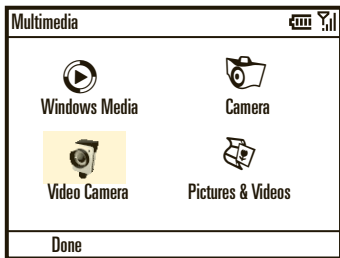 Multimedia
Windows Media
Camera
Video Camera
Pictures & Videos
Done